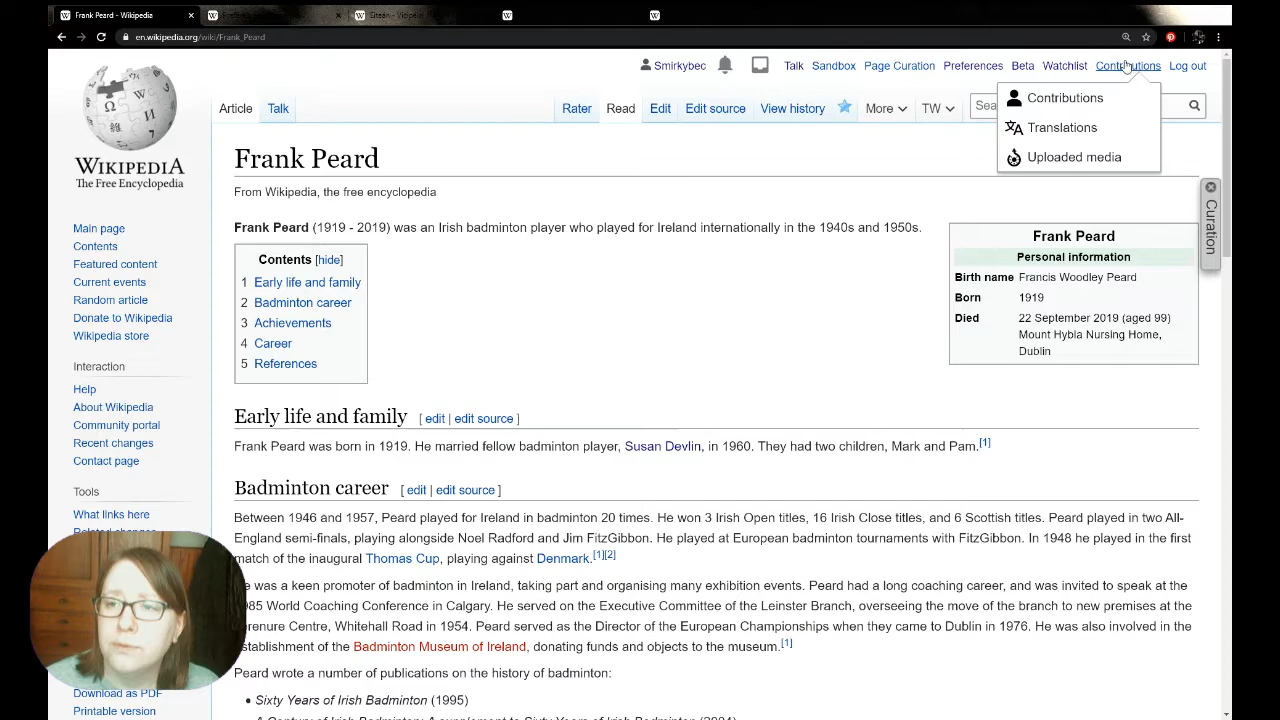 Frank Peard - Wikipedia
en.wikipedia.org/wiki/Frank_Peard
Smirkybec Talk Sandbox Page Curation Preferences Beta Watchlist Contributions Log out
Contributions
Translations
Uploaded media
Article Talk Rater Read Edit Edit source View history More TW Sea
WIKIPEDIA
The Free Encyclopedia
Main page
Contents
Featured content
Current events
Random article
Donate to Wikipedia
Wikipedia store
Interaction
Help
About Wikipedia
Community portal
Recent changes
Contact page
Tools
What links here
Download as PDF
Printable version
Frank Peard
From Wikipedia, the free encyclopedia
Frank Peard (1919 - 2019) was an Irish badminton player who played for Ireland internationally in the 1940s and 1950s.
Contents [hide]
1 Early life and family
2 Badminton career
3 Achievements
4 Career
5 References
Frank Peard
Personal information
Birth name Francis Woodley Peard
Born 1919
Died 22 September 2019 (aged 99)
Mount Hybla Nursing Home,
Dublin
Curation
Early life and family [ edit | edit source ]
Frank Peard was born in 1919. He married fellow badminton player, Susan Devlin, in 1960. They had two children, Mark and Pam.[1]
Badminton career [ edit | edit source ]
Between 1946 and 1957, Peard played for Ireland in badminton 20 times. He won 3 Irish Open titles, 16 Irish Close titles, and 6 Scottish titles. Peard played in two All-
England semi-finals, playing alongside Noel Radford and Jim FitzGibbon. He played at European badminton tournaments with FitzGibbon. In 1948 he played in the first
match of the inaugural Thomas Cup, playing against Denmark.[1][2]
e was a keen promoter of badminton in Ireland, taking part and organising many exhibition events. Peard had a long coaching career, and was invited to speak at the
985 World Coaching Conference in Calgary. He served on the Executive Committee of the Leinster Branch, overseeing the move of the branch to new premises at the
erenure Centre, Whitehall Road in 1954. Peard served as the Director of the European Championships when they came to Dublin in 1976. He was also involved in the
stablishment of the Badminton Museum of Ireland, donating funds and objects to the museum.[1]
Peard wrote a number of publications on the history of badminton:
• Sixty Years of Irish Badminton (1995)